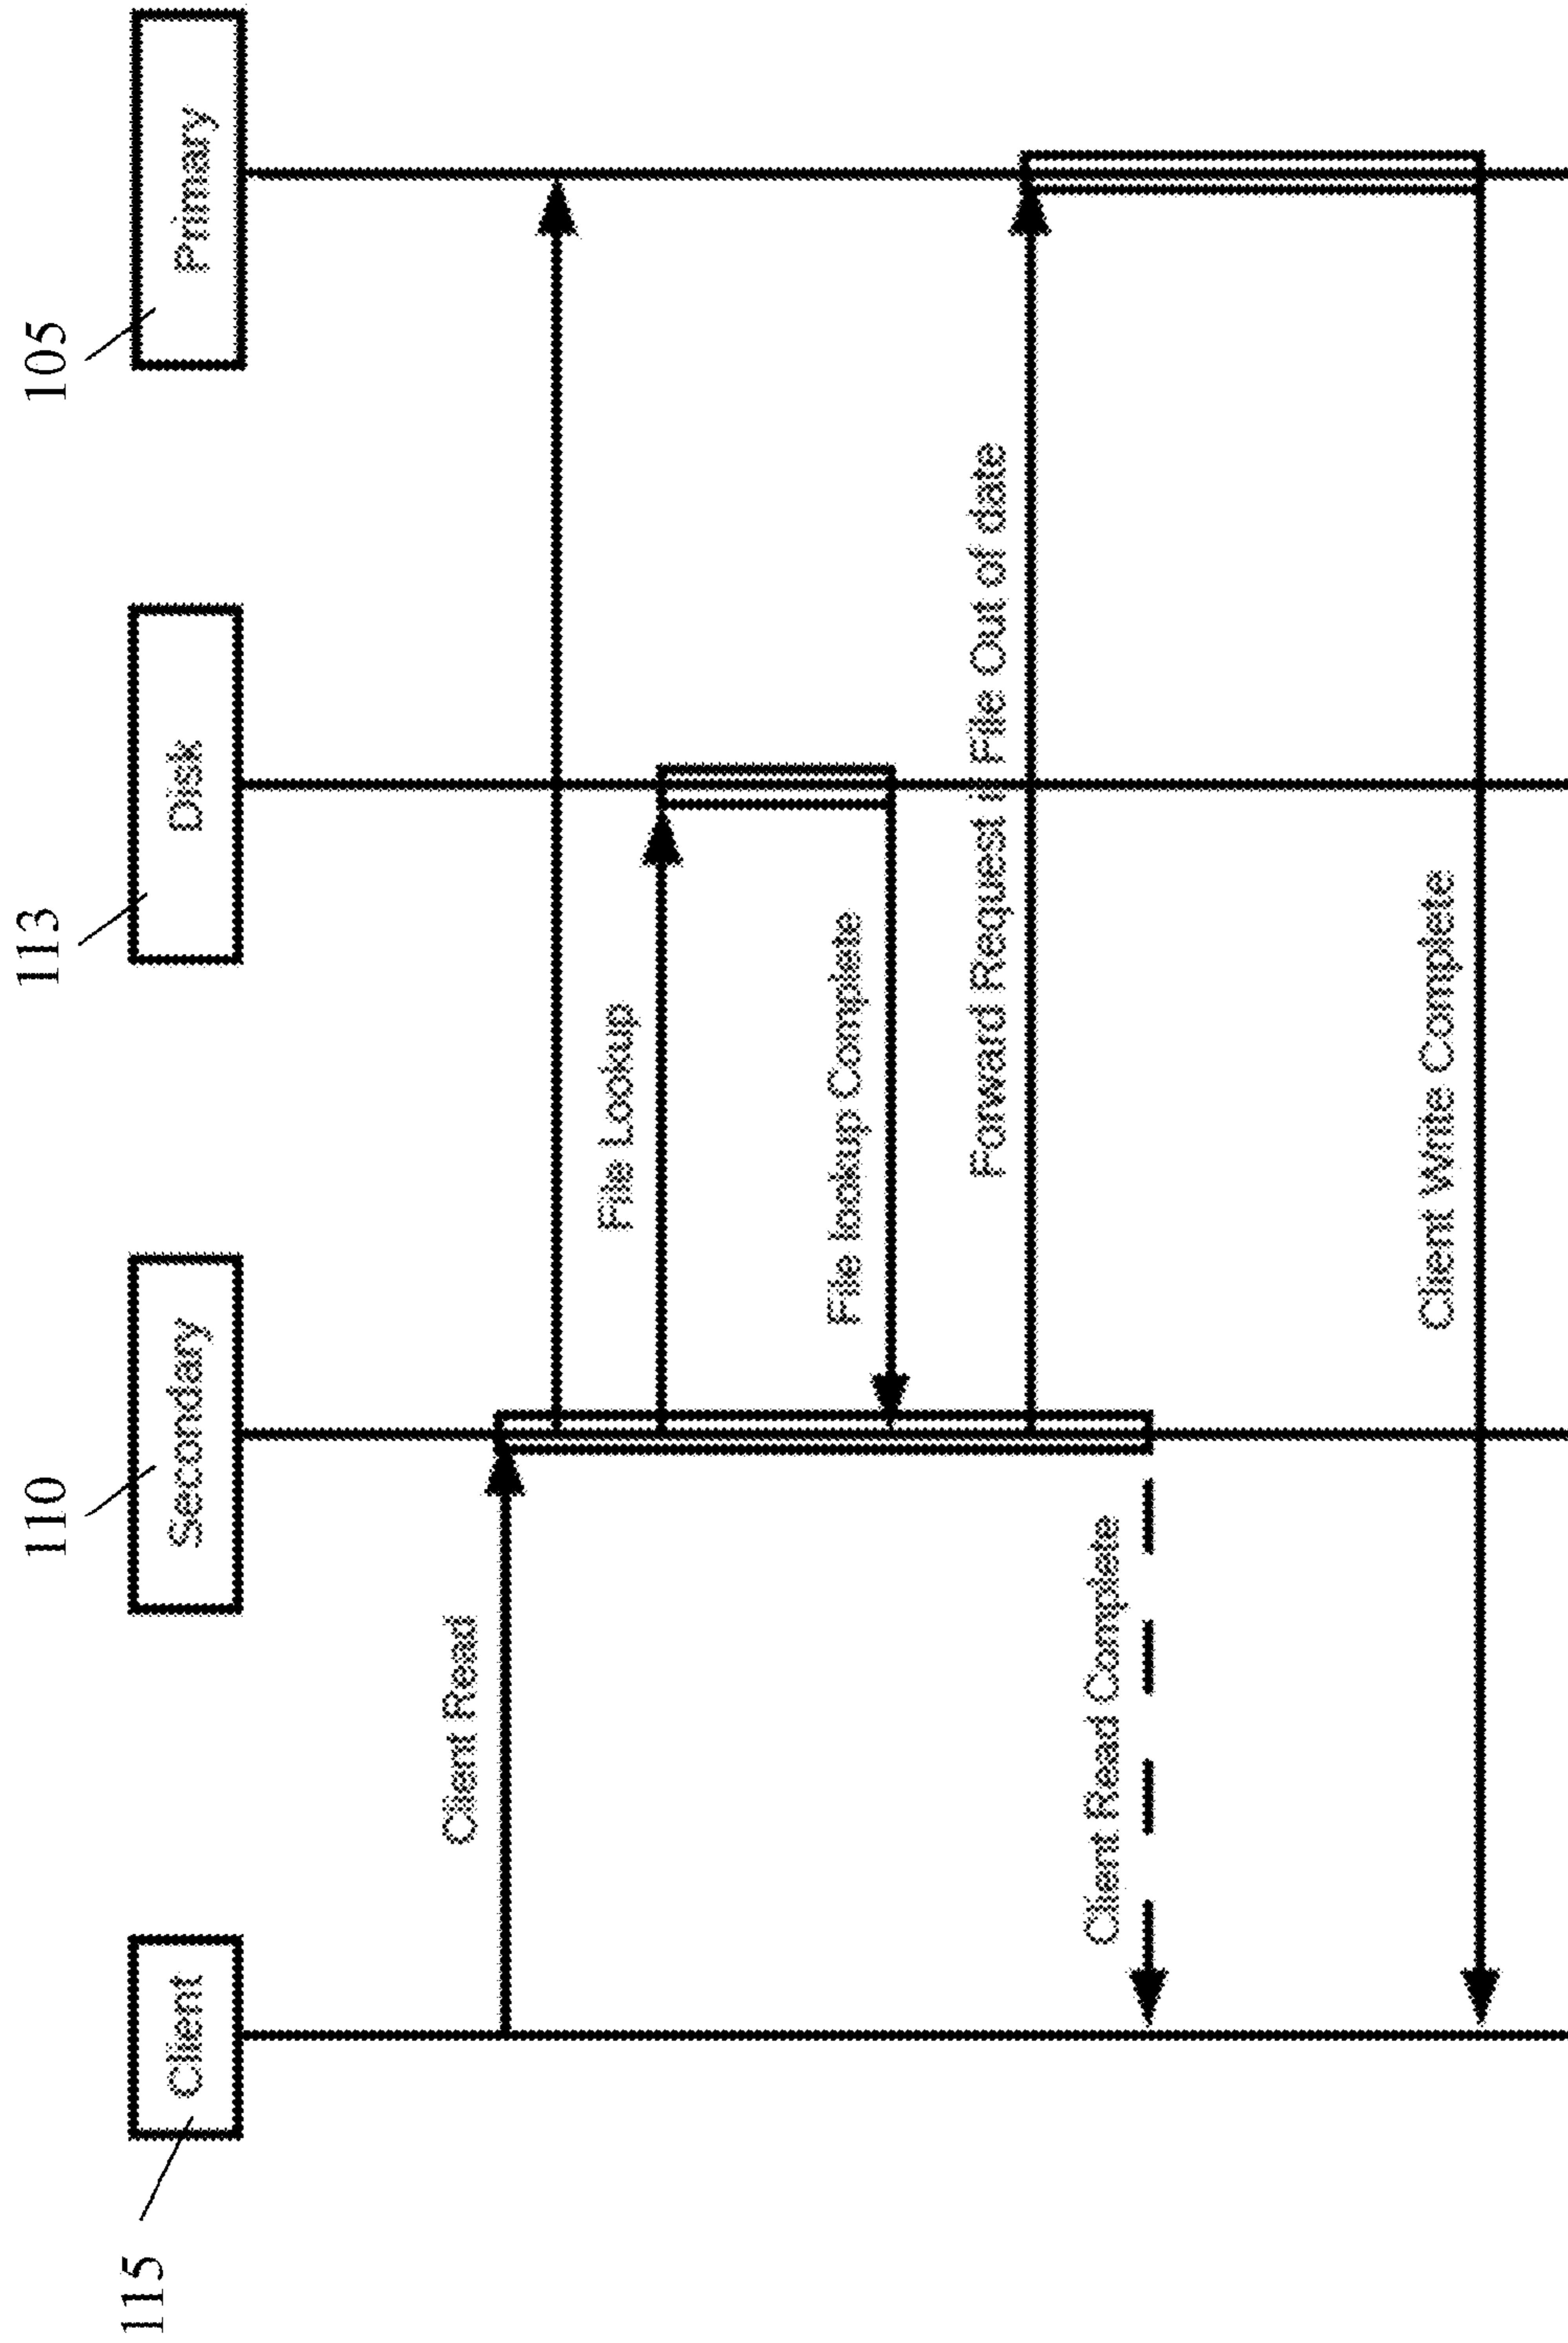 115
Client
110
Secondary
113
Disk
105
Primary
Client Read
File Lookup
File lookup Complete
Forward Request if File Out of date
Client Read Complete
Client Write Complete